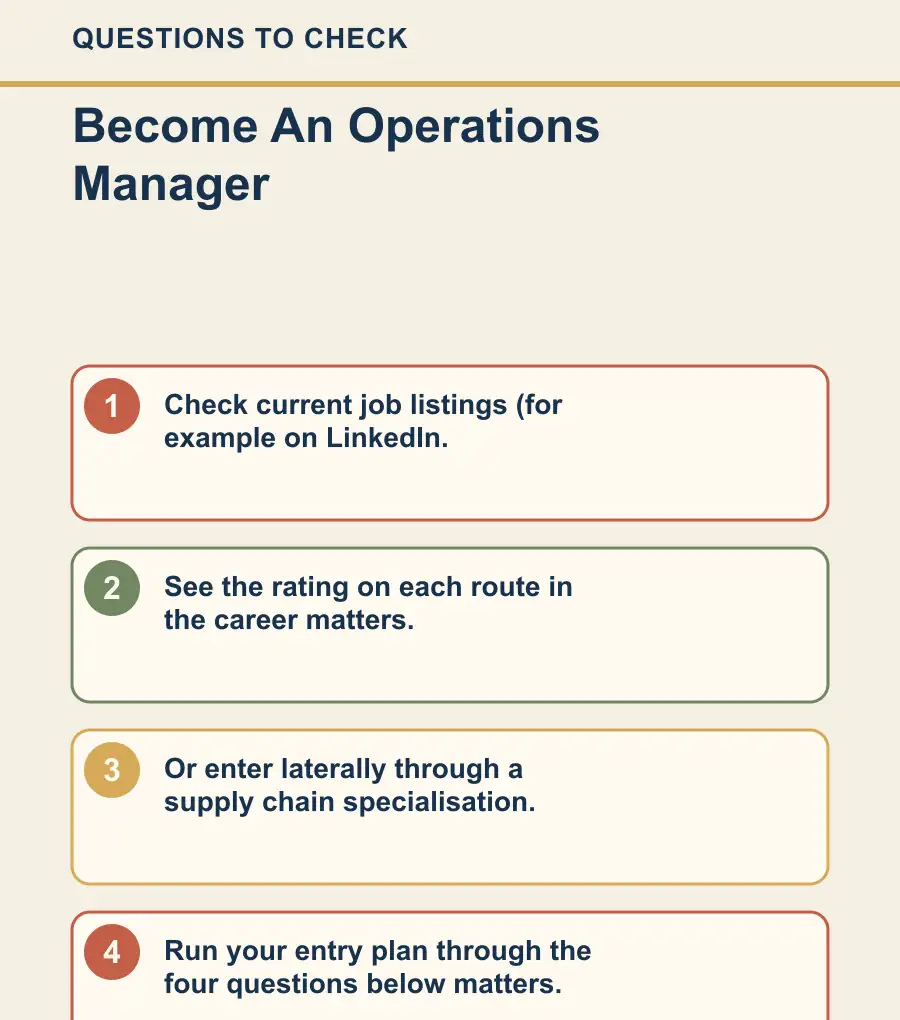 QUESTIONS TO CHECK
Become An Operations
Manager
1
Check current job listings (for
example on LinkedIn.
2
See the rating on each route in
the career matters.
3
Or enter laterally through a
supply chain specialisation.
4
Run your entry plan through the
four questions below matters.